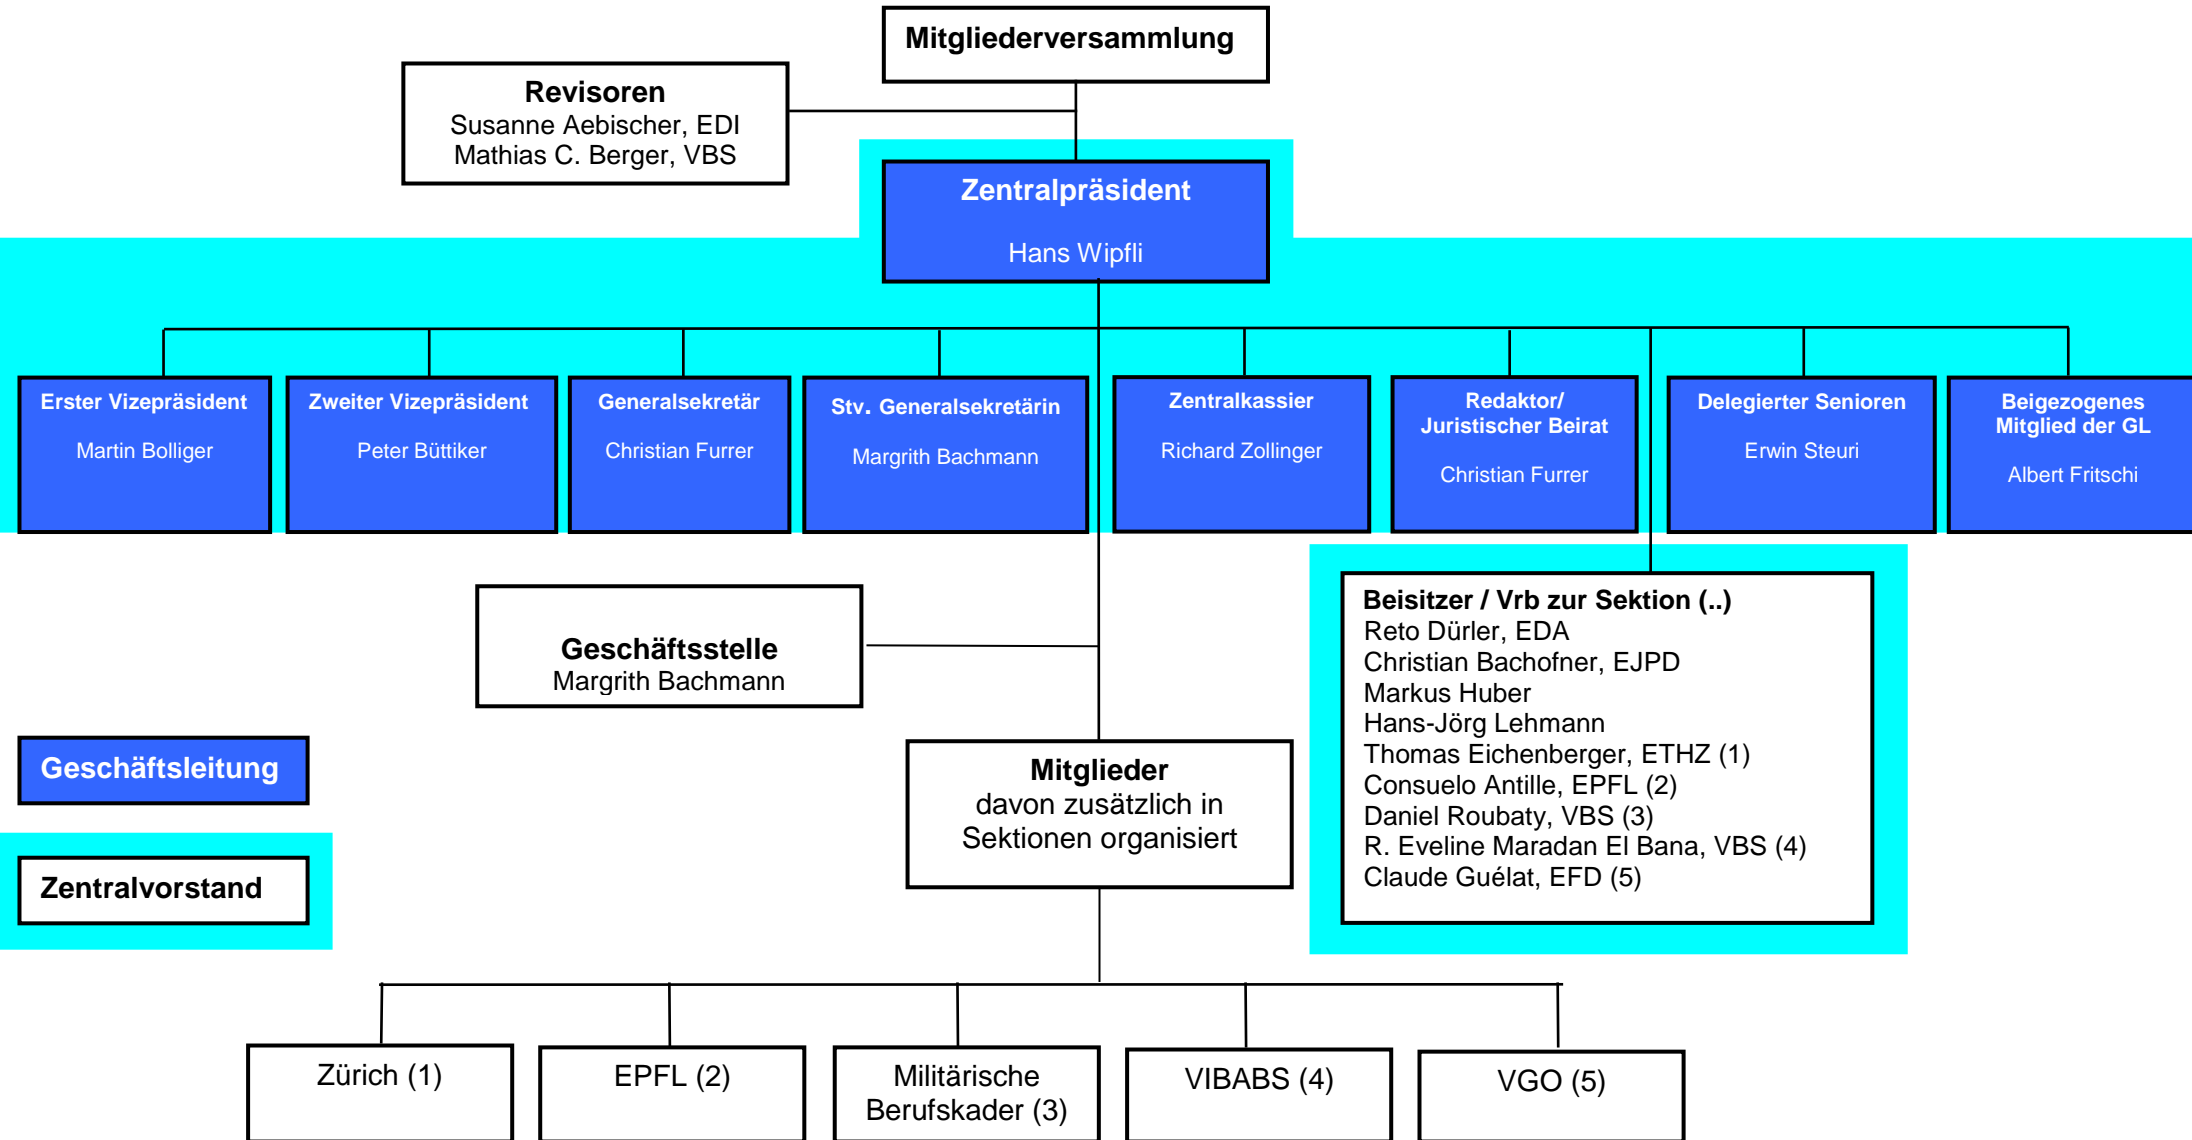 Mitgliederversammlung
Revisoren
Susanne Aebischer, EDI
Mathias C. Berger, VBS
Zentralpräsident
Hans Wipfli
Erster Vizepräsident
Martin Bolliger
Zweiter Vizepräsident
Peter Büttiker
Generalsekretär
Christian Furrer
Stv. Generalsekretärin
Margrith Bachmann
Zentralkassier
Richard Zollinger
Redaktor/
Juristischer Beirat
Christian Furrer
Delegierter Senioren
Erwin Steuri
Beigezogenes
Mitglied der GL
Albert Fritschi
Geschäftsstelle
Margrith Bachmann
Beisitzer / Vrb zur Sektion (..)
Reto Dürler, EDA
Christian Bachofner, EJPD
Markus Huber
Hans-Jörg Lehmann
Thomas Eichenberger, ETHZ (1)
Consuelo Antille, EPFL (2)
Daniel Roubaty, VBS (3)
R. Eveline Maradan El Bana, VBS (4)
Claude Guélat, EFD (5)
Geschäftsleitung
Zentralvorstand
Mitglieder
davon zusätzlich in
Sektionen organisiert
Zürich (1)
EPFL (2)
Militärische
Berufskader (3)
VIBABS (4)
VGO (5)